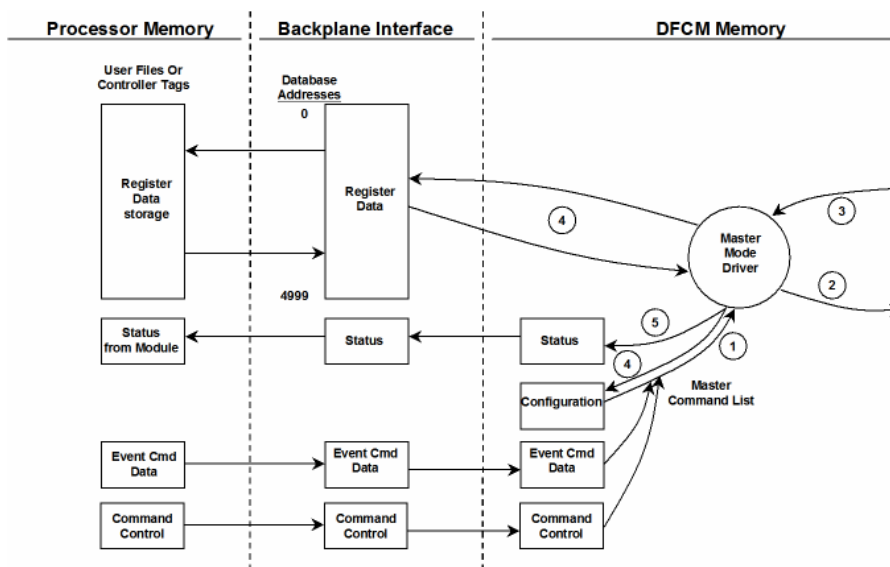 Processor Memory
Backplane Interface
DFCM Memory
User Files Or
Controller Tags
Database
Addresses
0
Register
Data
storage
Register
Data
4
3
Master
Mode
Driver
2
4999
Status
from Module
Status
Status
5
1
4
Configuration
Master
Command List
Event Cmd
Data
Event Cmd
Data
Event Cmd
Data
Command
Control
Command
Control
Command
Control